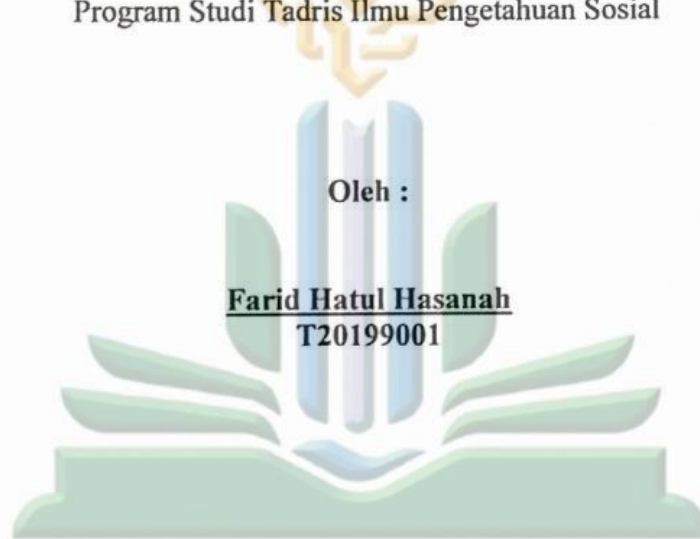 Program Studi Tadris Ilmu Pengetahuan Sosial
Oleh :
Farid Hatul Hasanah
T20199001